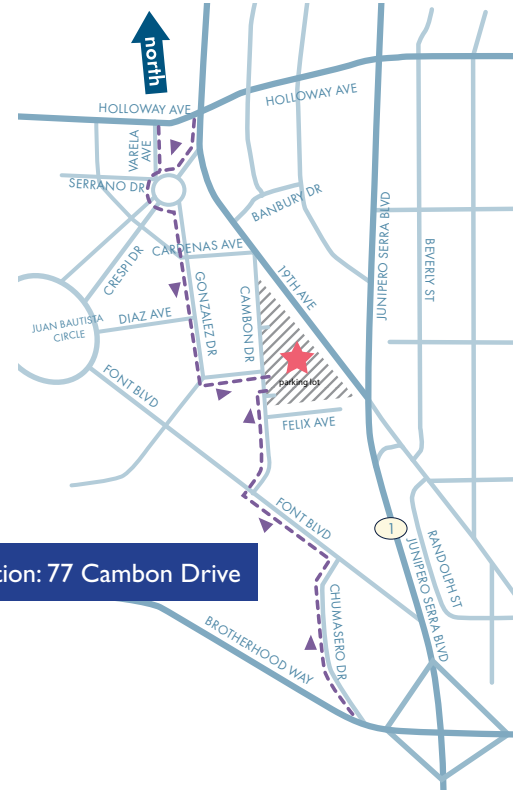 north
HOLLOWAY AVE
HOLLOWAY AVE
VARELA
AVE
SERRANO DR
BANBURY DR
JUNIPERO SERRA BLVD
BEVERLY ST
CARDENAS AVE
CRESPI DR
19TH AVE
GONZALEZ DR
CAMBON DR
JUAN BAUTISTA
CIRCLE
DIAZ AVE
parking lot
FONT BLVD
FELIX AVE
FONT BLVD
1
tion: 77 Cambon Drive
RANDOLPH ST
JUNIPERO SERRA BLVD
CHUMASERO DR
BROTHERHOOD WAY